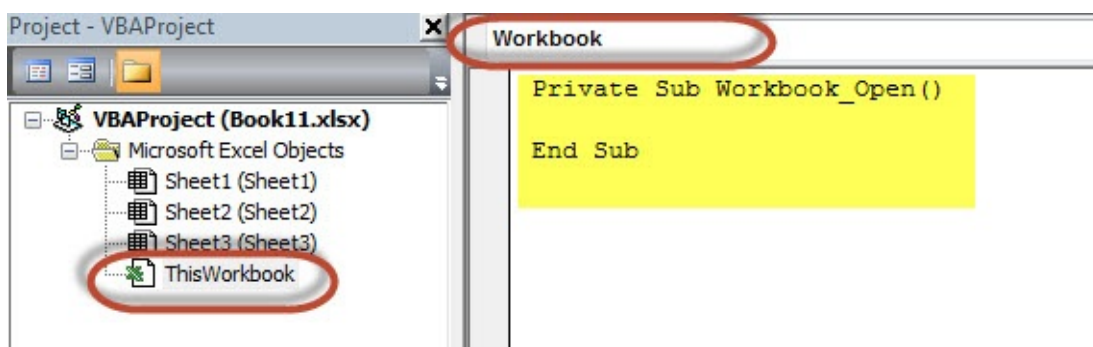 Project - VBAProject
VBAProject (Book11.xlsx)
Microsoft Excel Objects
Sheet1 (Sheet1)
Sheet2 (Sheet2)
Sheet3 (Sheet3)
ThisWorkbook
Workbook
Private Sub Workbook_Open()
End Sub